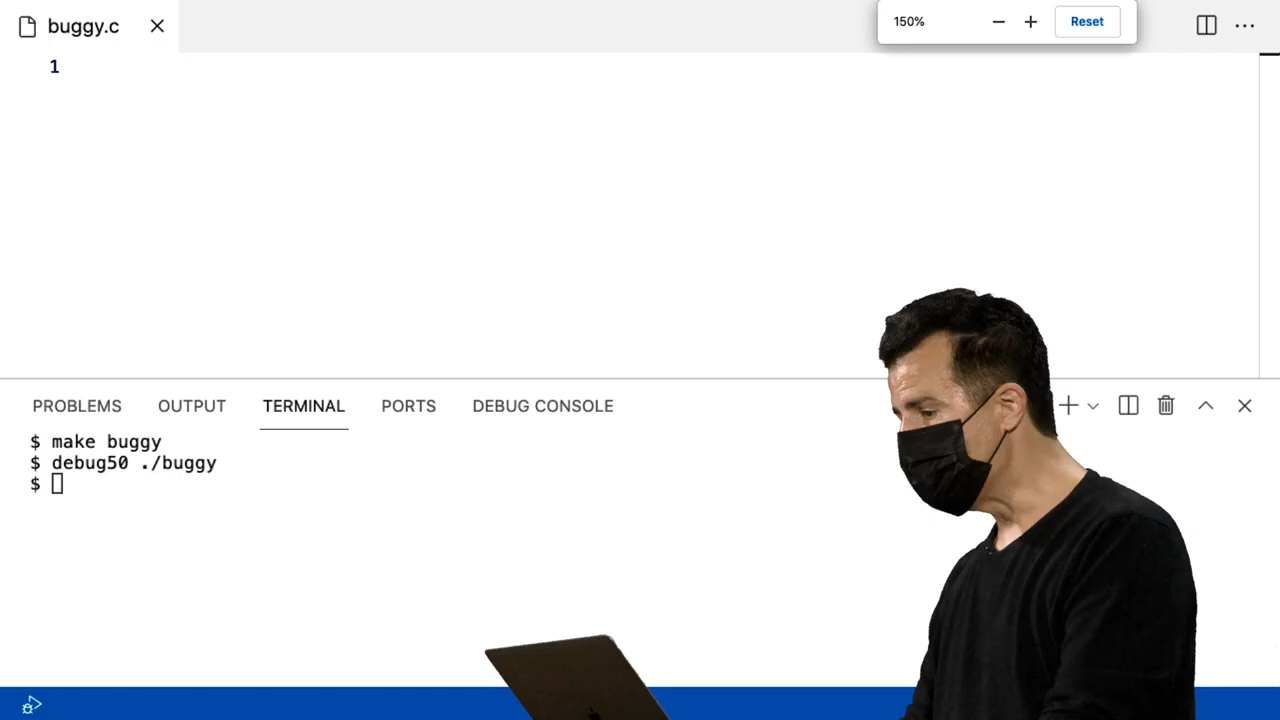 buggy.c
150%
Reset
1
PROBLEMS OUTPUT TERMINAL PORTS DEBUG CONSOLE
$ make buggy
$ debug50 ./buggy
$